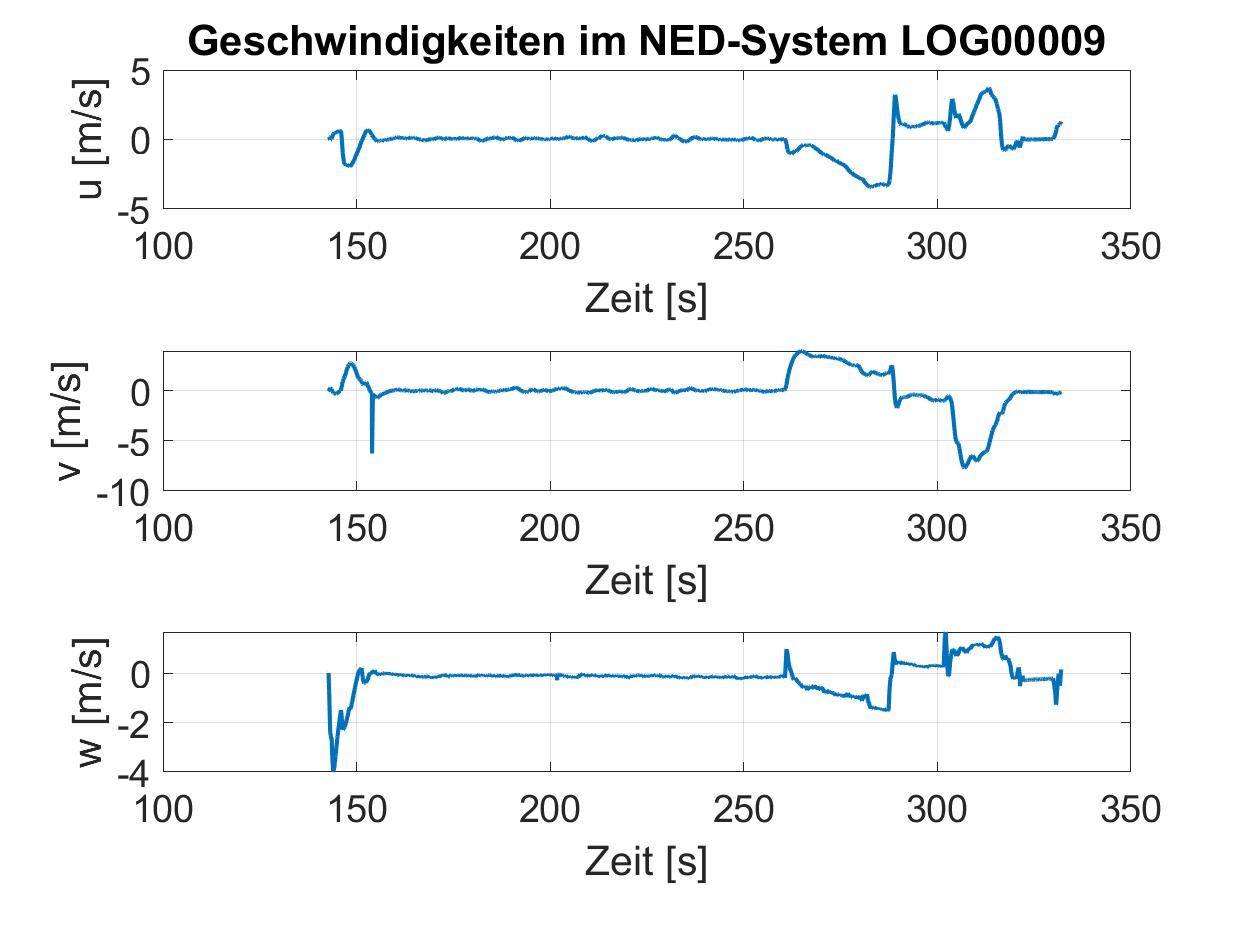 Geschwindigkeiten im NED-System LOG00009
5
0
-5
u [m/s]
100 150 200 250 300 350
Zeit [s]
0
-5
-10
v [m/s]
100 150 200 250 300 350
Zeit [s]
0
-2
-4
w [m/s]
100 150 200 250 300 350
Zeit [s]